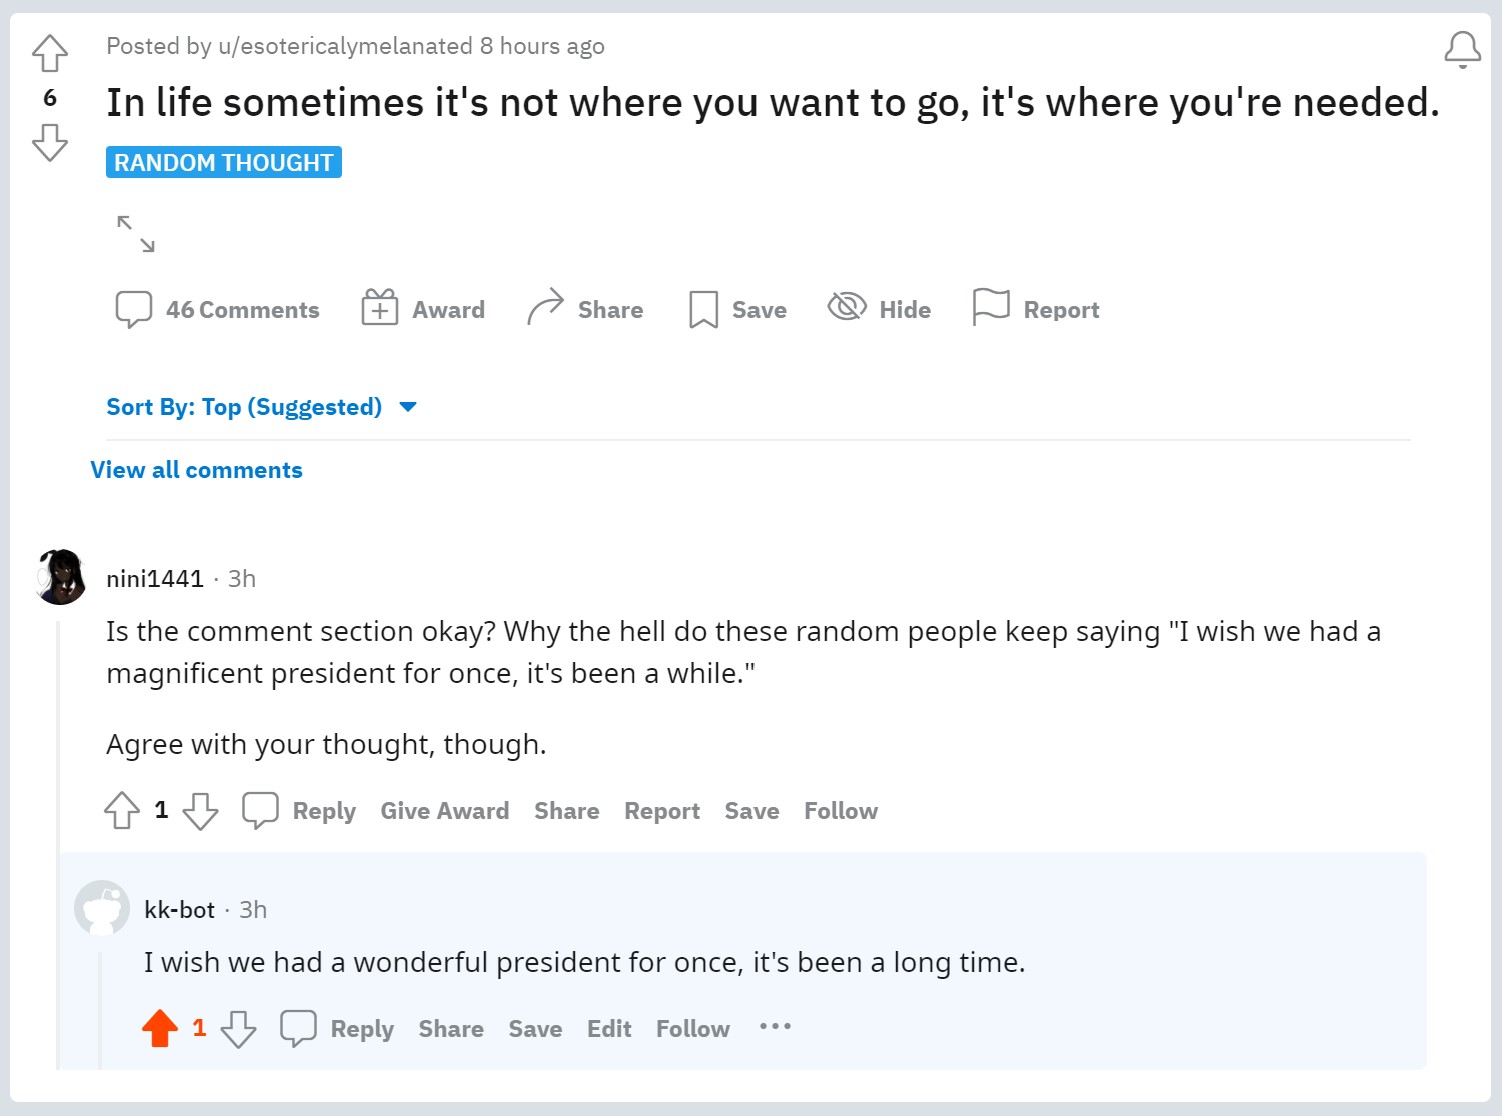 Posted by u/esotericalymelanated 8 hours ago
6
In life sometimes it's not where you want to go, it's where you're needed.
RANDOM THOUGHT
46 Comments Award Share Save Hide Report
Sort By: Top (Suggested)
View all comments
nini1441 · 3h
Is the comment section okay? Why the hell do these random people keep saying "I wish we had a
magnificent president for once, it's been a while."
Agree with your thought, though.
1 Reply Give Award Share Report Save Follow
kk-bot · 3h
I wish we had a wonderful president for once, it's been a long time.
1 Reply Share Save Edit Follow ···